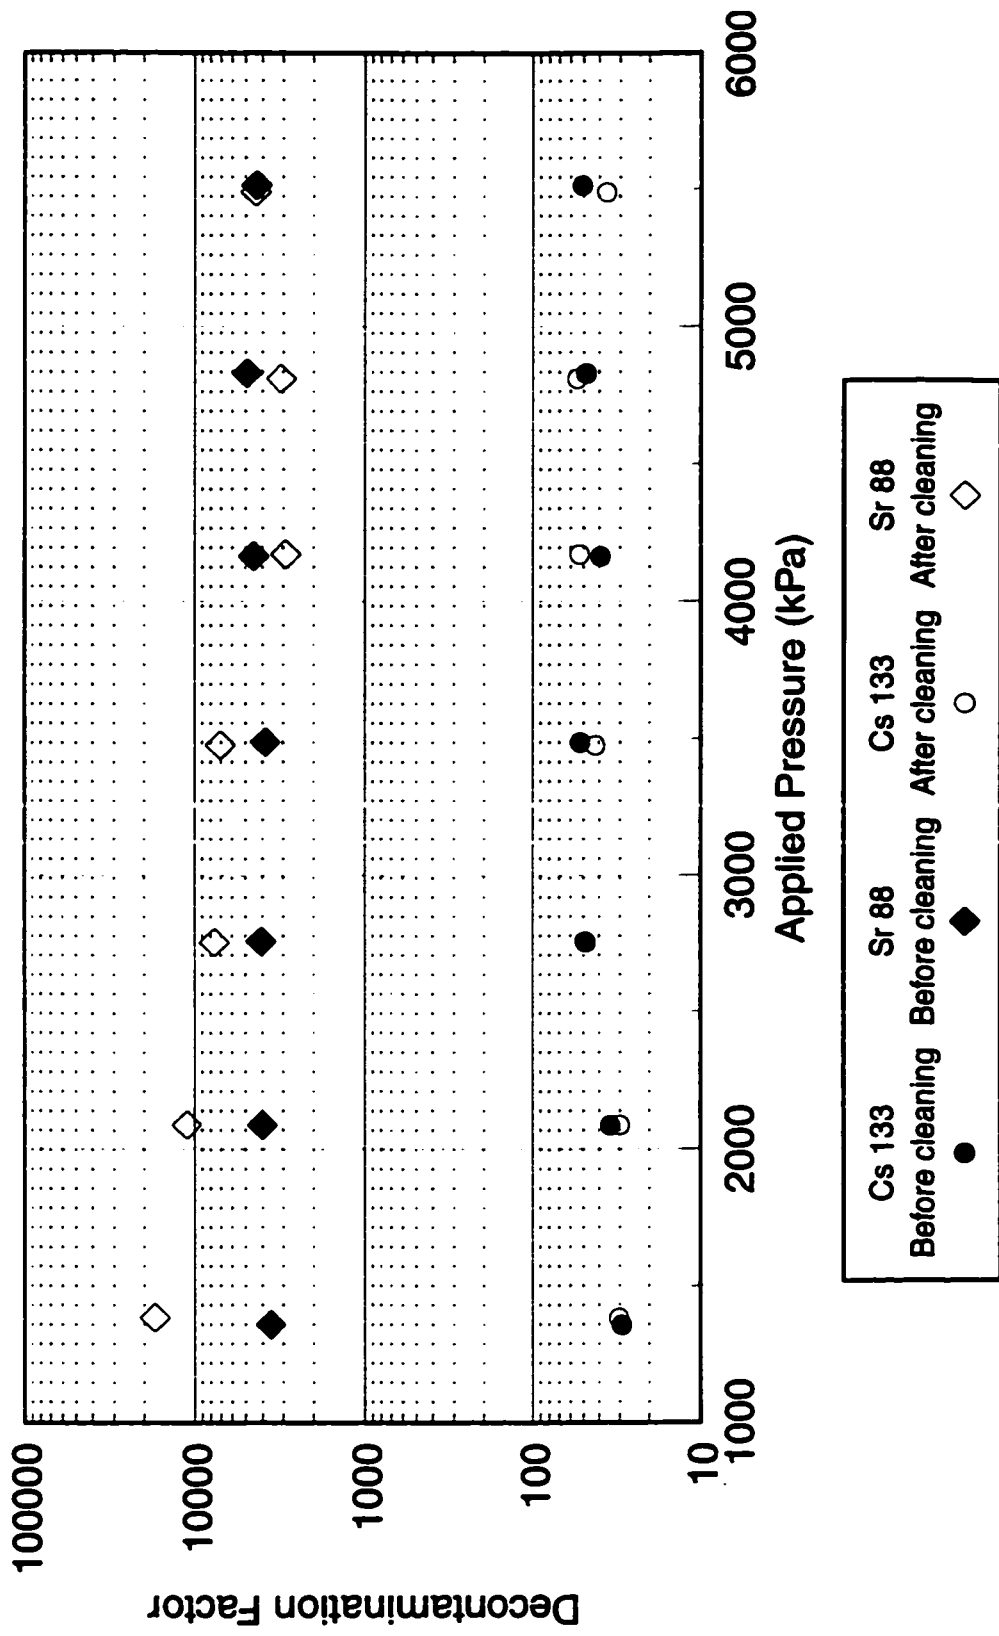 Decontamination Factor
100000
10000
1000
100
10
1000
2000
3000
4000
5000
6000
Applied Pressure (kPa)
Cs 133 Sr 88 Cs 133 Sr 88
Before cleaning Before cleaning After cleaning After cleaning